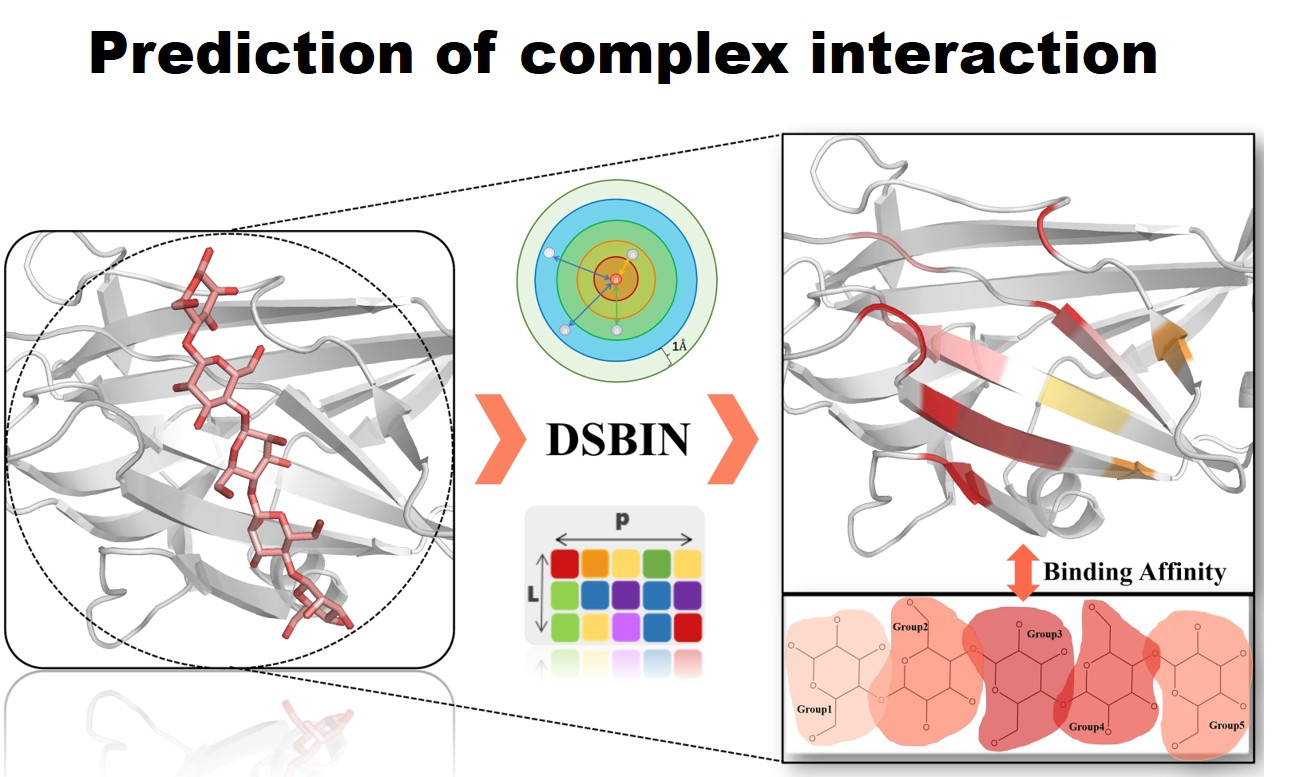 Prediction of complex interaction
1Å
DSBIN
P
L
Binding Affinity
Group1
Group2
Group3
Group4
Group5